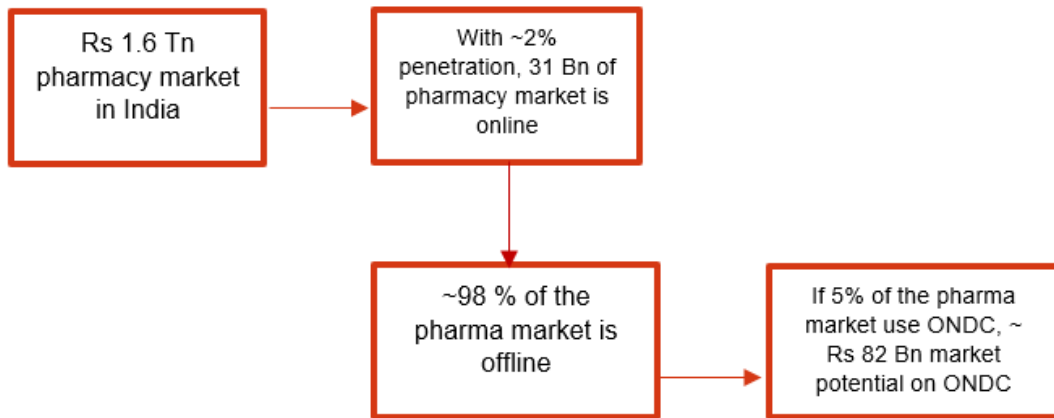 Rs 1.6 Tn
pharmacy market
in India
With ~2%
penetration, 31 Bn of
pharmacy market is
online
~98 % of the
pharma market is
offline
If 5% of the pharma
market use ONDC, ~
Rs 82 Bn market
potential on ONDC